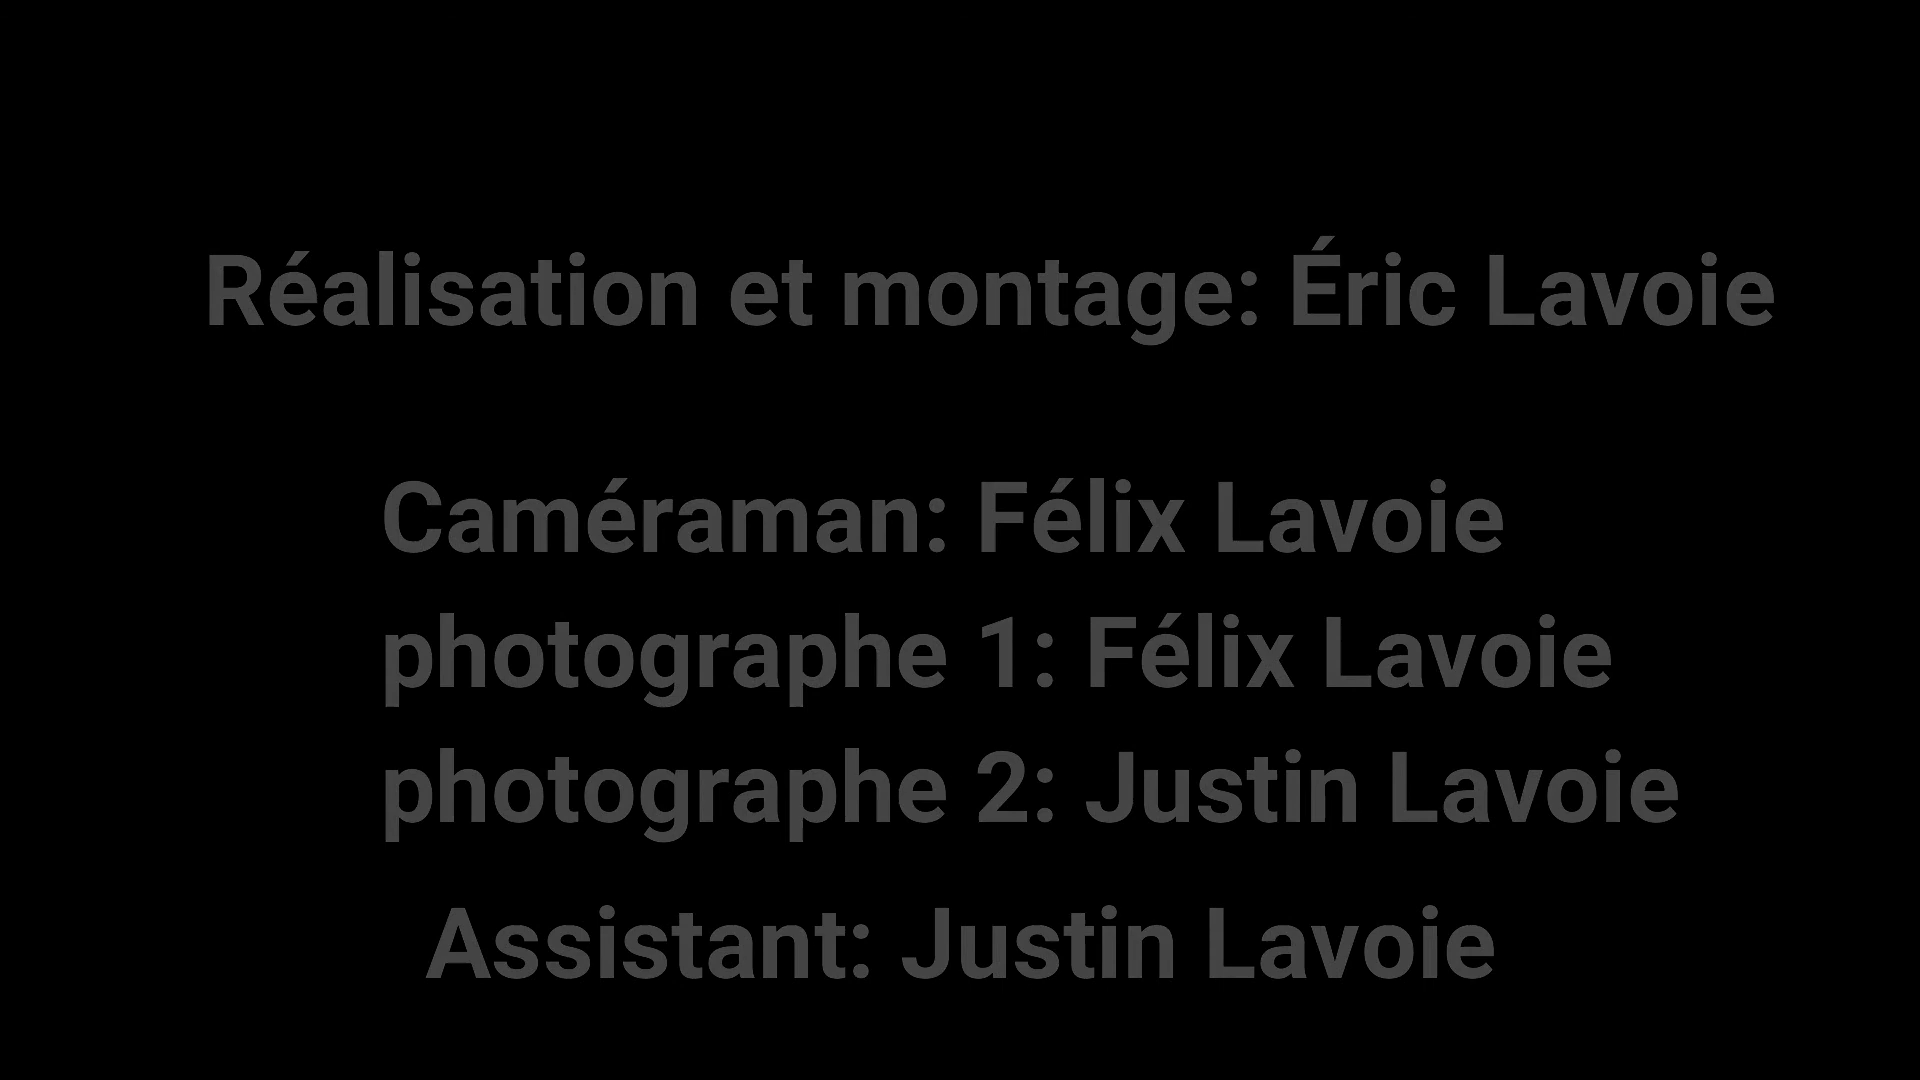 Réalisation et montage: Éric Lavoie
Caméraman: Félix Lavoie
photographe 1: Félix Lavoie
photographe 2: Justin Lavoie
Assistant: Justin Lavoie